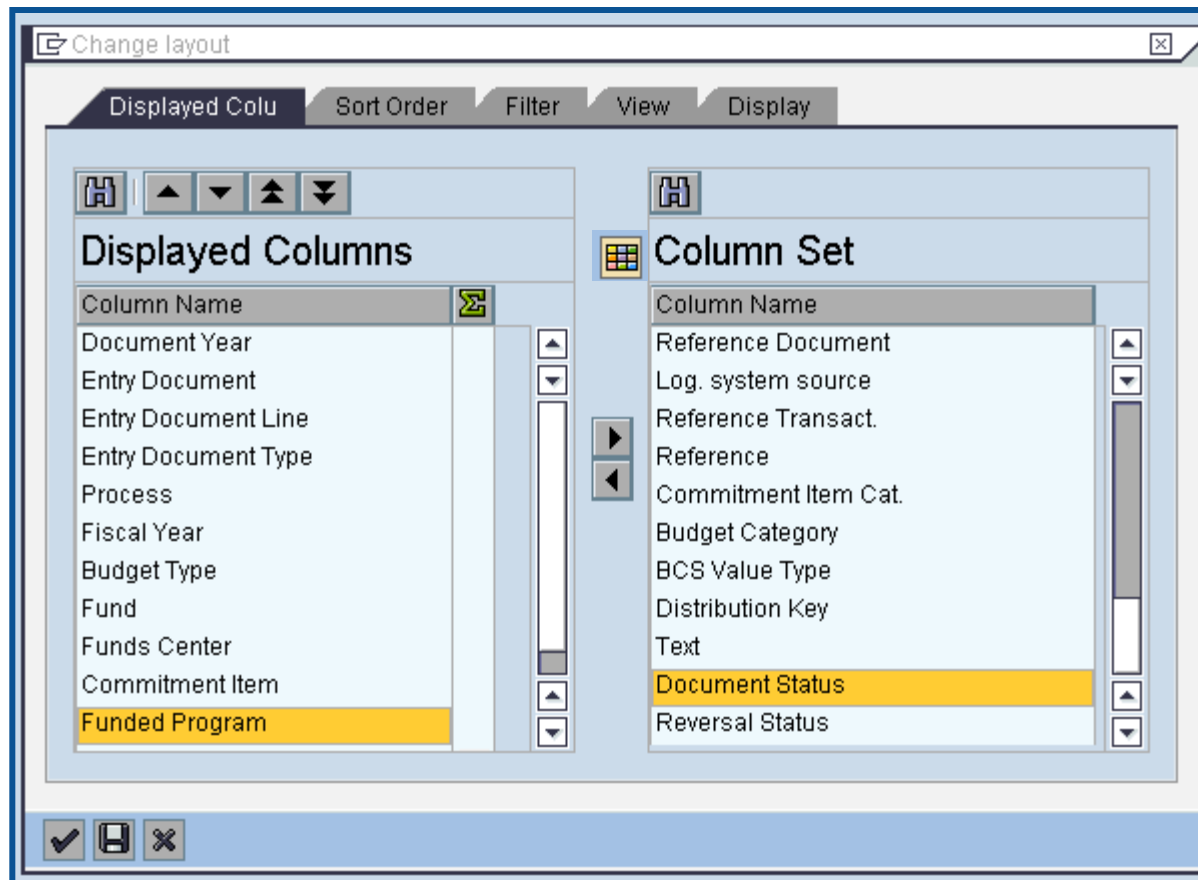 Change layout
Displayed Colu
Sort Order
Filter
View
Display
Displayed Columns
Column Name
Document Year
Entry Document
Entry Document Line
Entry Document Type
Process
Fiscal Year
Budget Type
Fund
Funds Center
Commitment Item
Funded Program
Column Set
Column Name
Reference Document
Log. system source
Reference Transact.
Reference
Commitment Item Cat.
Budget Category
BCS Value Type
Distribution Key
Text
Document Status
Reversal Status